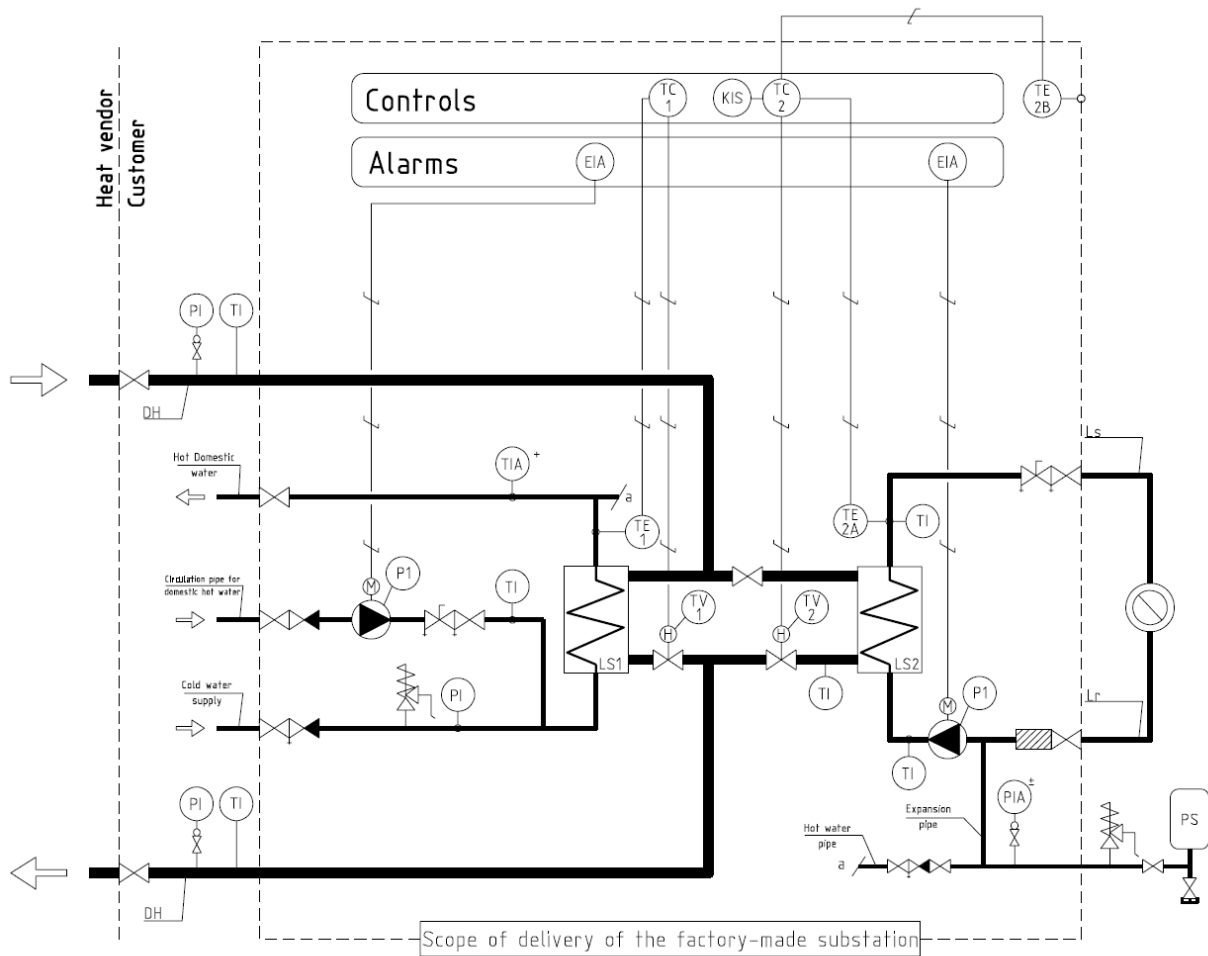 Heat vendor
Customer
Controls
TC
1
KIS
TC
2
TE
2B
Alarms
EIA
EIA
PI
TI
DH
Hot Domestic
water
TIA
+
a
TE
1
TE
2A
TI
Ls
Circulation pipe for
domestic hot water
M
P1
TI
TV
1
H
TV
2
H
LS1
LS2
TI
Cold water
supply
PI
M
P1
Lr
TI
PI
TI
DH
Expansion
pipe
PIA
±
PS
Hot water
pipe
a
Scope of delivery of the factory-made substation